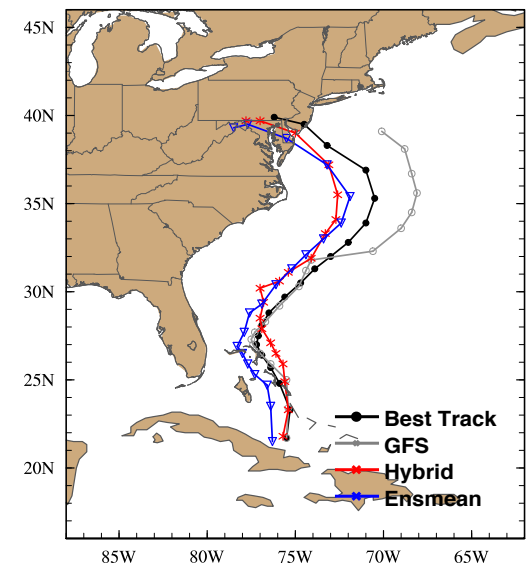 45N
40N
35N
30N
25N
20N
Best Track
GFS
Hybrid
Ensmean
85W 80W 75W 70W 65W